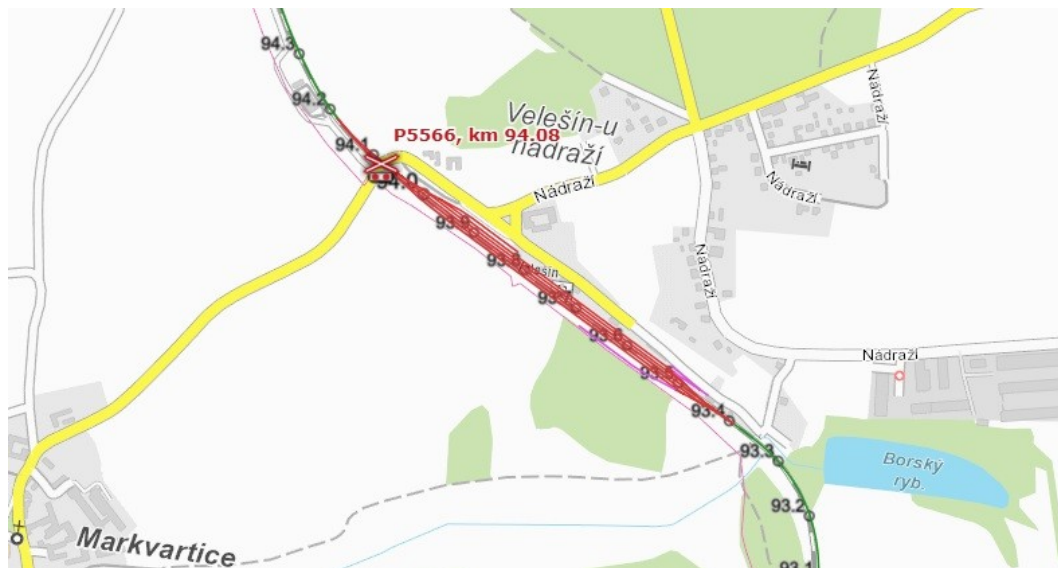 94.3
94.2
94.1
P5566, km 94.08
94.0
93.9
93.8
93.7
93.6
93.5
93.4
93.3
93.2
93.1
Velešín-u
nádraží
Nádraží
Nádraží
Nádraží
Nádraží
Nádraží
Borský
ryb.
Markvartice